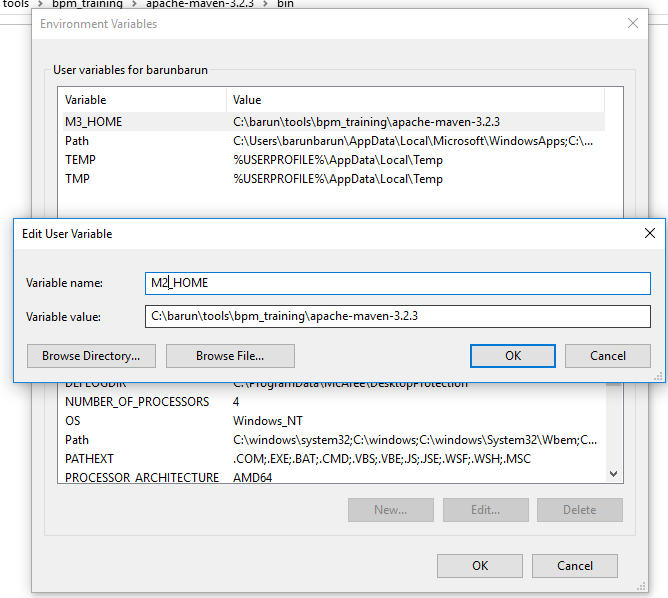 tools > bpm_training > apache-maven-3.2.3 > bin
Environment Variables
User variables for barunbarun
Variable Value
M3_HOME C:\barun\tools\bpm_training\apache-maven-3.2.3
Path C:\Users\barunbarun\AppData\Local\Microsoft\WindowsApps;C:\...
TEMP %USERPROFILE%\AppData\Local\Temp
TMP %USERPROFILE%\AppData\Local\Temp
Edit User Variable
Variable name: M2_HOME
Variable value: C:\barun\tools\bpm_training\apache-maven-3.2.3
Browse Directory... Browse File... OK Cancel
DEFLOGDIR C:\ProgramData\McAfee\DesktopProtection
NUMBER_OF_PROCESSORS 4
OS Windows_NT
Path C:\windows\system32;C:\windows;C:\windows\System32\Wbem;C...
PATHEXT .COM;.EXE;.BAT;.CMD;.VBS;.VBE;.JS;.JSE;.WSF;.WSH;.MSC
PROCESSOR_ARCHITECTURE AMD64
New... Edit... Delete
OK Cancel